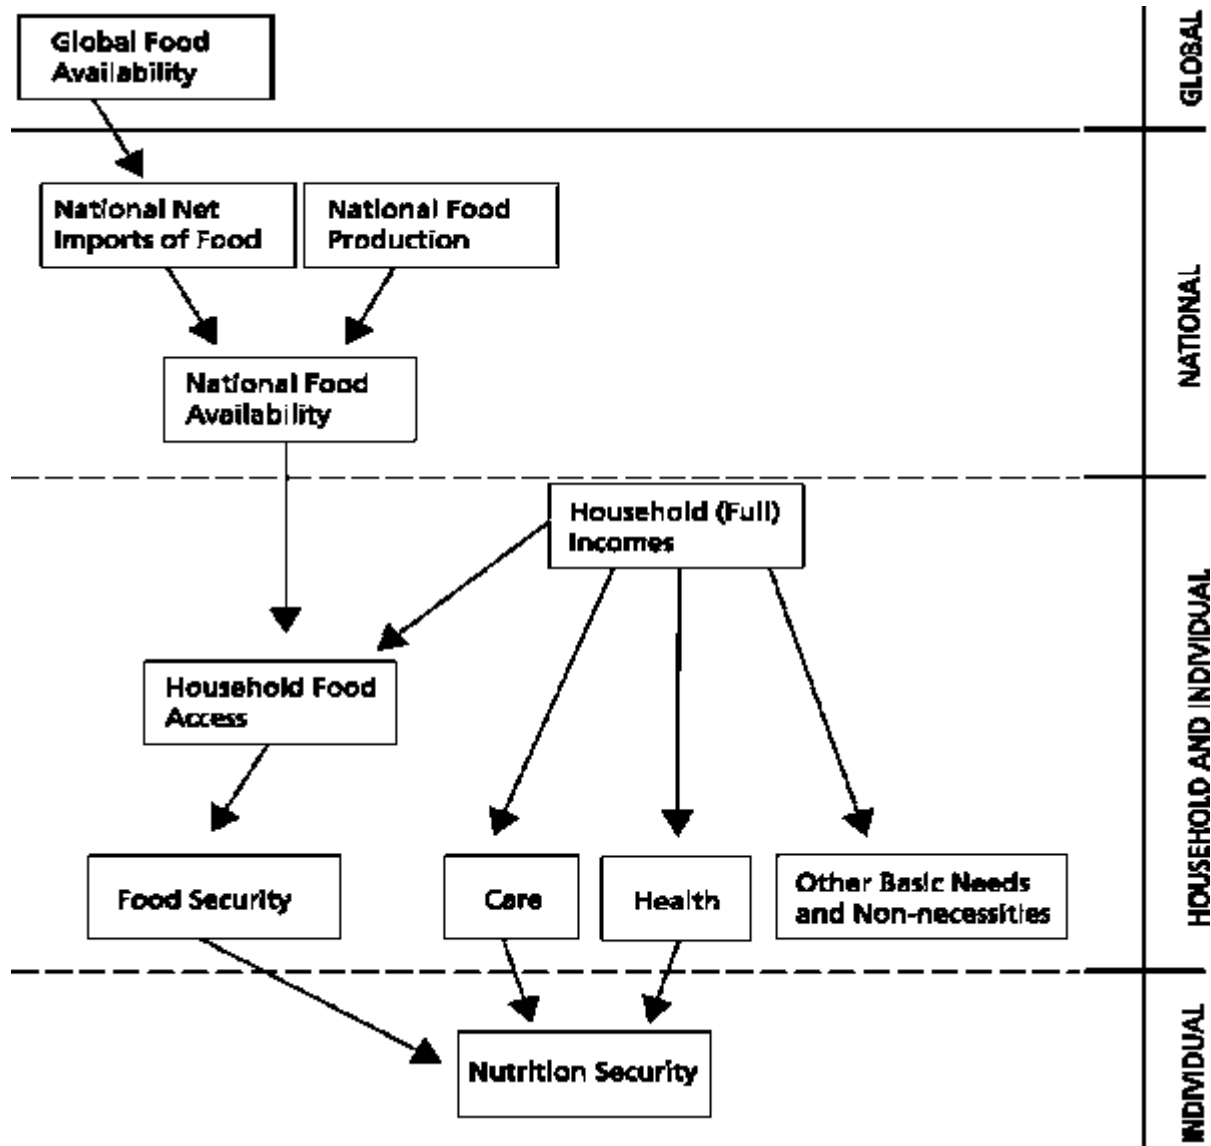 Global Food
Availability
GLOBAL
National Net
Imports of Food
National Food
Production
National Food
Availability
NATIONAL
Household (Full)
Incomes
Household Food
Access
Food Security
Care
Health
Other Basic Needs
and Non-necessities
HOUSEHOLD AND INDIVIDUAL
Nutrition Security
INDIVIDUAL